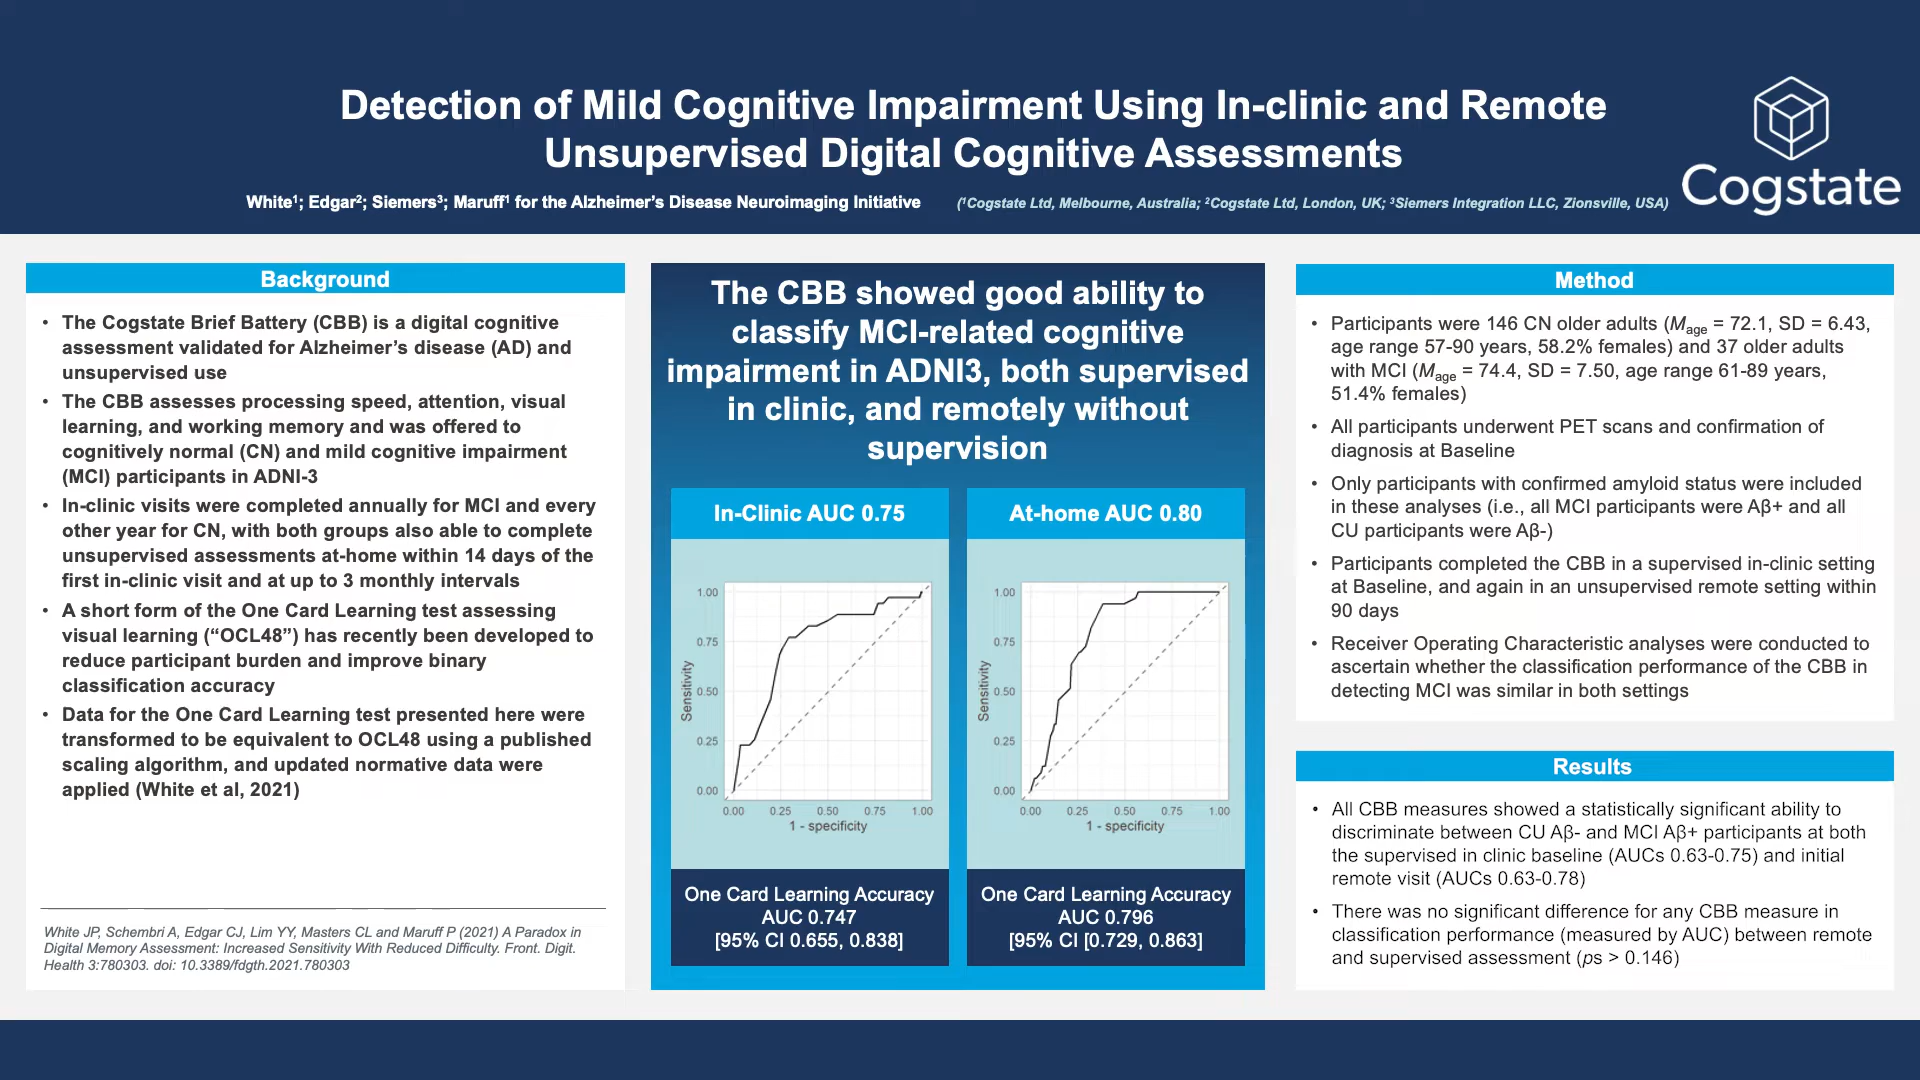 Detection of Mild Cognitive Impairment Using In-clinic and Remote
Unsupervised Digital Cognitive Assessments
White¹; Edgar²; Siemers³; Maruff¹ for the Alzheimer's Disease Neuroimaging Initiative
(¹Cogstate Ltd, Melbourne, Australia; ²Cogstate Ltd, London, UK; ³Siemers Integration LLC, Zionsville, USA)
Cogstate
Background
• The Cogstate Brief Battery (CBB) is a digital cognitive
assessment validated for Alzheimer's disease (AD) and
unsupervised use
• The CBB assesses processing speed, attention, visual
learning, and working memory and was offered to
cognitively normal (CN) and mild cognitive impairment
(MCI) participants in ADNI-3
• In-clinic visits were completed annually for MCI and every
other year for CN, with both groups also able to complete
unsupervised assessments at-home within 14 days of the
first in-clinic visit and at up to 3 monthly intervals
• A short form of the One Card Learning test assessing
visual learning ("OCL48") has recently been developed to
reduce participant burden and improve binary
classification accuracy
• Data for the One Card Learning test presented here were
transformed to be equivalent to OCL48 using a published
scaling algorithm, and updated normative data were
applied (White et al, 2021)
White JP, Schembri A, Edgar CJ, Lim YY, Masters CL and Maruff P (2021) A Paradox in
Digital Memory Assessment: Increased Sensitivity With Reduced Difficulty. Front. Digit.
Health 3:780303. doi: 10.3389/fdgth.2021.780303
The CBB showed good ability to
classify MCI-related cognitive
impairment in ADNI3, both supervised
in clinic, and remotely without
supervision
In-Clinic AUC 0.75
1.00
0.75
0.50
0.25
0.00
Sensitivity
0.00 0.25 0.50 0.75 1.00
1 - specificity
One Card Learning Accuracy
AUC 0.747
[95% CI 0.655, 0.838]
At-home AUC 0.80
1.00
0.75
0.50
0.25
0.00
Sensitivity
0.00 0.25 0.50 0.75 1.00
1 - specificity
One Card Learning Accuracy
AUC 0.796
[95% CI [0.729, 0.863]
Method
• Participants were 146 CN older adults (Mage = 72.1, SD = 6.43,
age range 57-90 years, 58.2% females) and 37 older adults
with MCI (Mage = 74.4, SD = 7.50, age range 61-89 years,
51.4% females)
• All participants underwent PET scans and confirmation of
diagnosis at Baseline
• Only participants with confirmed amyloid status were included
in these analyses (i.e., all MCI participants were Aβ+ and all
CU participants were Aβ-)
• Participants completed the CBB in a supervised in-clinic setting
at Baseline, and again in an unsupervised remote setting within
90 days
• Receiver Operating Characteristic analyses were conducted to
ascertain whether the classification performance of the CBB in
detecting MCI was similar in both settings
Results
• All CBB measures showed a statistically significant ability to
discriminate between CU Aβ- and MCI Aβ+ participants at both
the supervised in clinic baseline (AUCs 0.63-0.75) and initial
remote visit (AUCs 0.63-0.78)
• There was no significant difference for any CBB measure in
classification performance (measured by AUC) between remote
and supervised assessment (ps > 0.146)